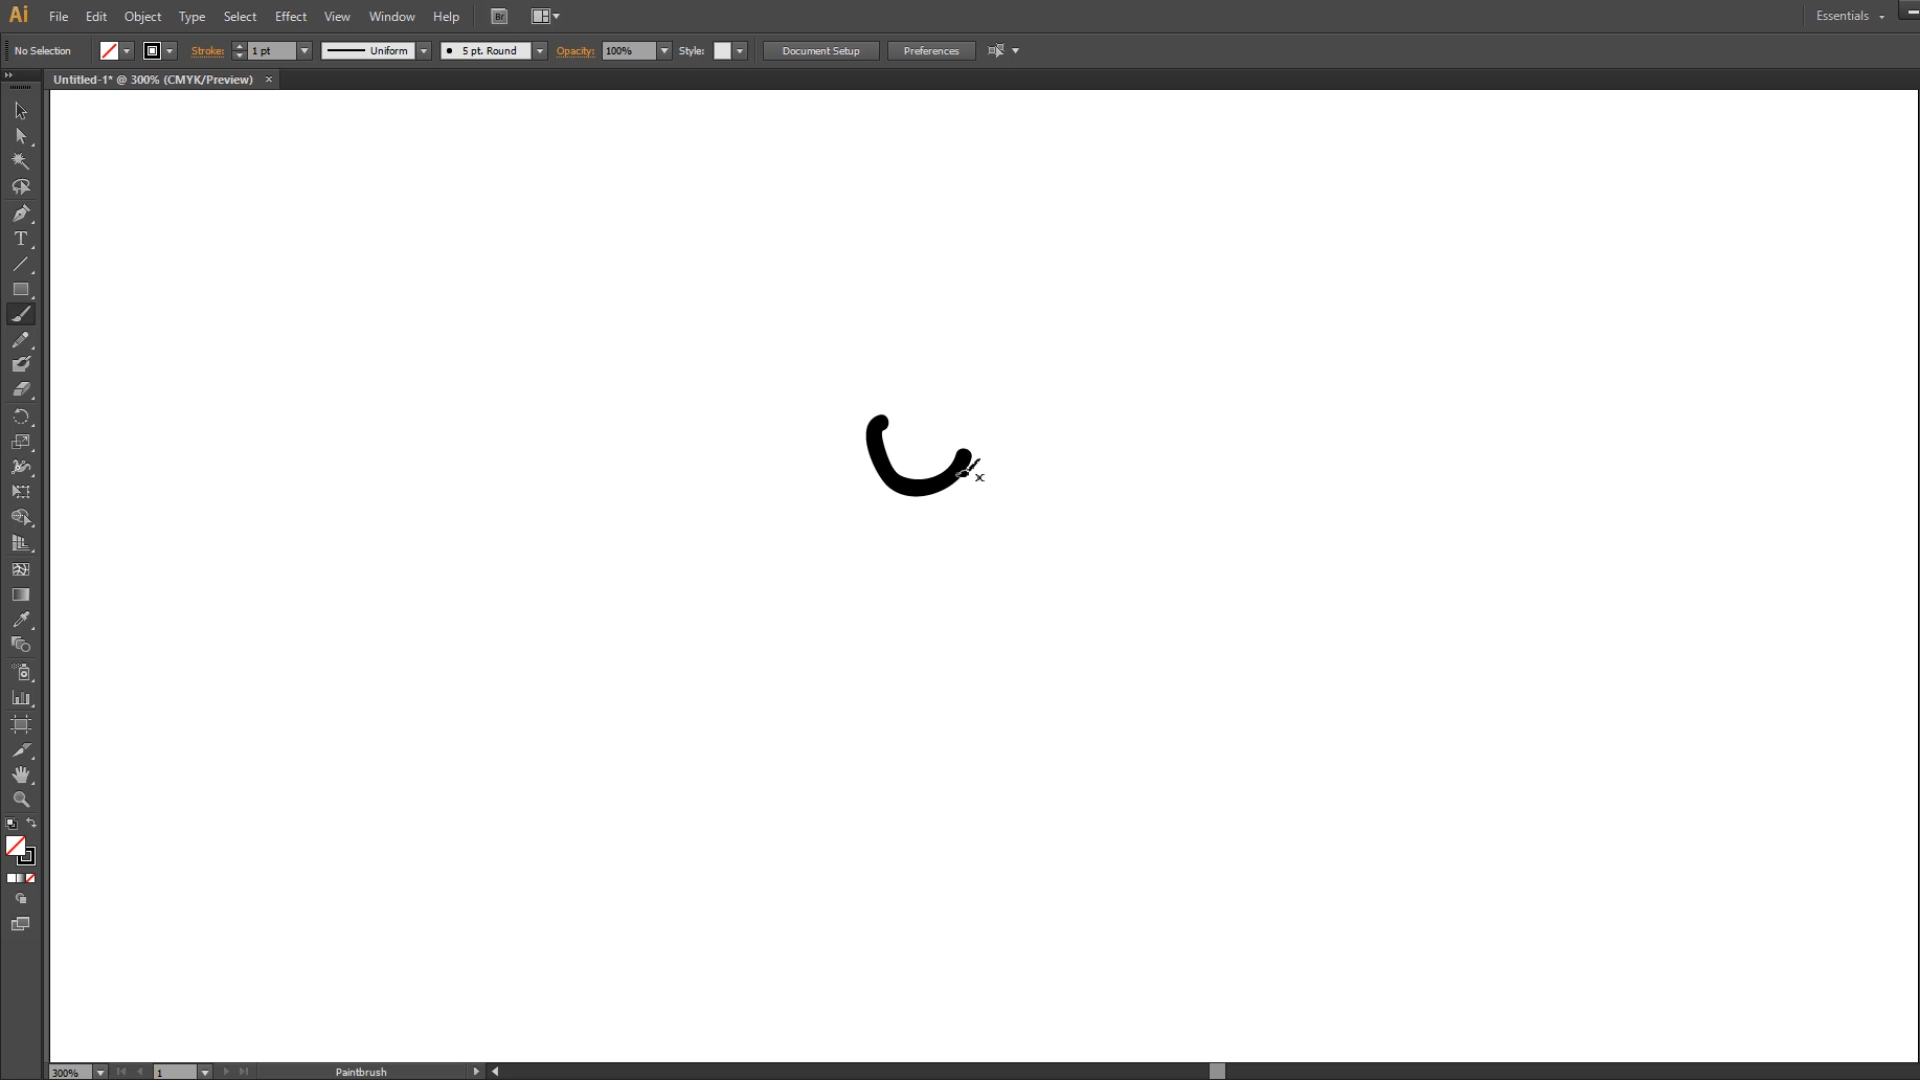 Ai File Edit Object Type Select Effect View Window Help Br Essentials
No Selection Stroke: 1 pt Uniform 5 pt. Round Opacity: 100% Style: Document Setup Preferences
Untitled-1* @ 300% (CMYK/Preview) ×
T
300% 1 Paintbrush